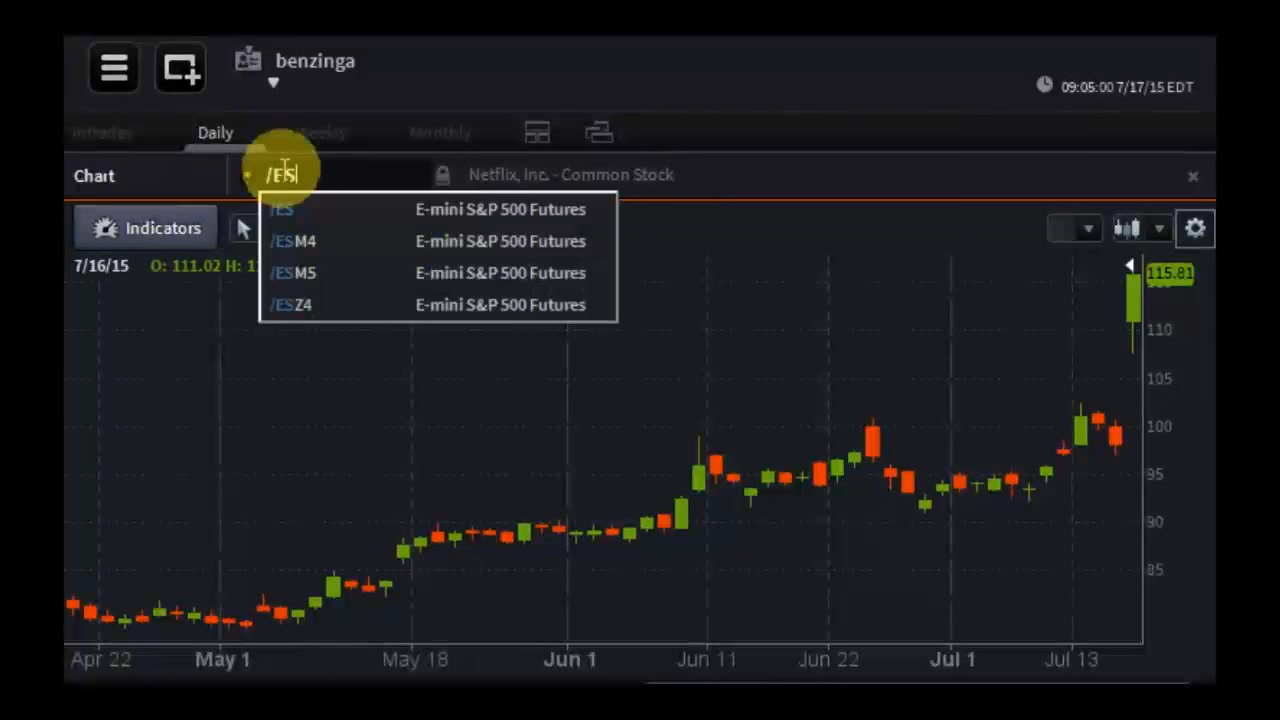 benzinga
09:05:00 7/17/15 EDT
Intraday Daily Weekly Monthly
Chart /ES Netflix, Inc. - Common Stock
/ES E-mini S&P 500 Futures
Indicators
/ESM4 E-mini S&P 500 Futures
7/16/15 O: 111.02 H:
/ESM5 E-mini S&P 500 Futures
115.81
/ESZ4 E-mini S&P 500 Futures
110
105
100
95
90
85
Apr 22 May 1 May 18 Jun 1 Jun 11 Jun 22 Jul 1 Jul 13